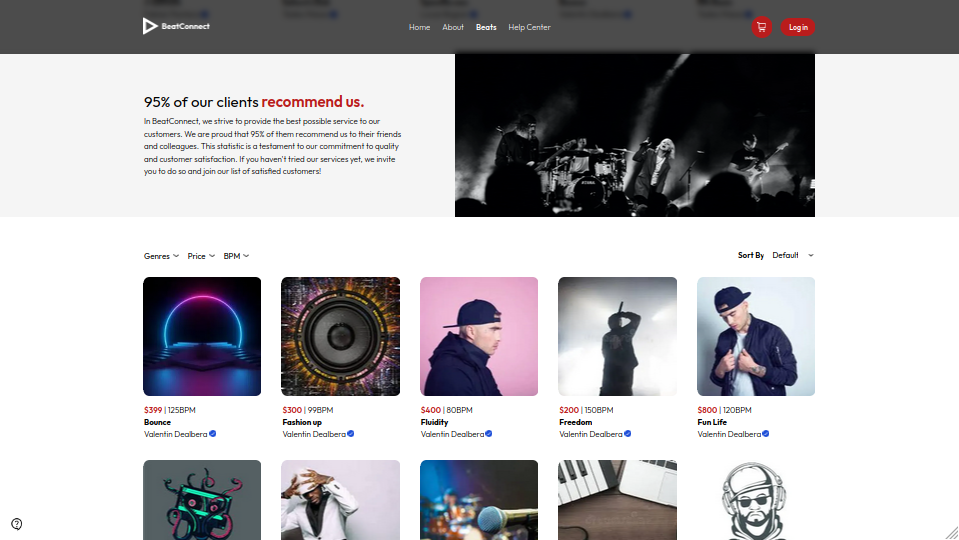 BeatConnect
Home About Beats Help Center
Log in
95% of our clients recommend us.
In BeatConnect, we strive to provide the best possible service to our
customers. We are proud that 95% of them recommend us to their friends
and colleagues. This statistic is a testament to our commitment to quality
and customer satisfaction. If you haven't tried our services yet, we invite
you to do so and join our list of satisfied customers!
Genres Price BPM
Sort By Default
$399 | 125BPM
Bounce
Valentin Dealbera
$300 | 99BPM
Fashion up
Valentin Dealbera
$400 | 80BPM
Fluidity
Valentin Dealbera
$200 | 150BPM
Freedom
Valentin Dealbera
$800 | 120BPM
Fun Life
Valentin Dealbera